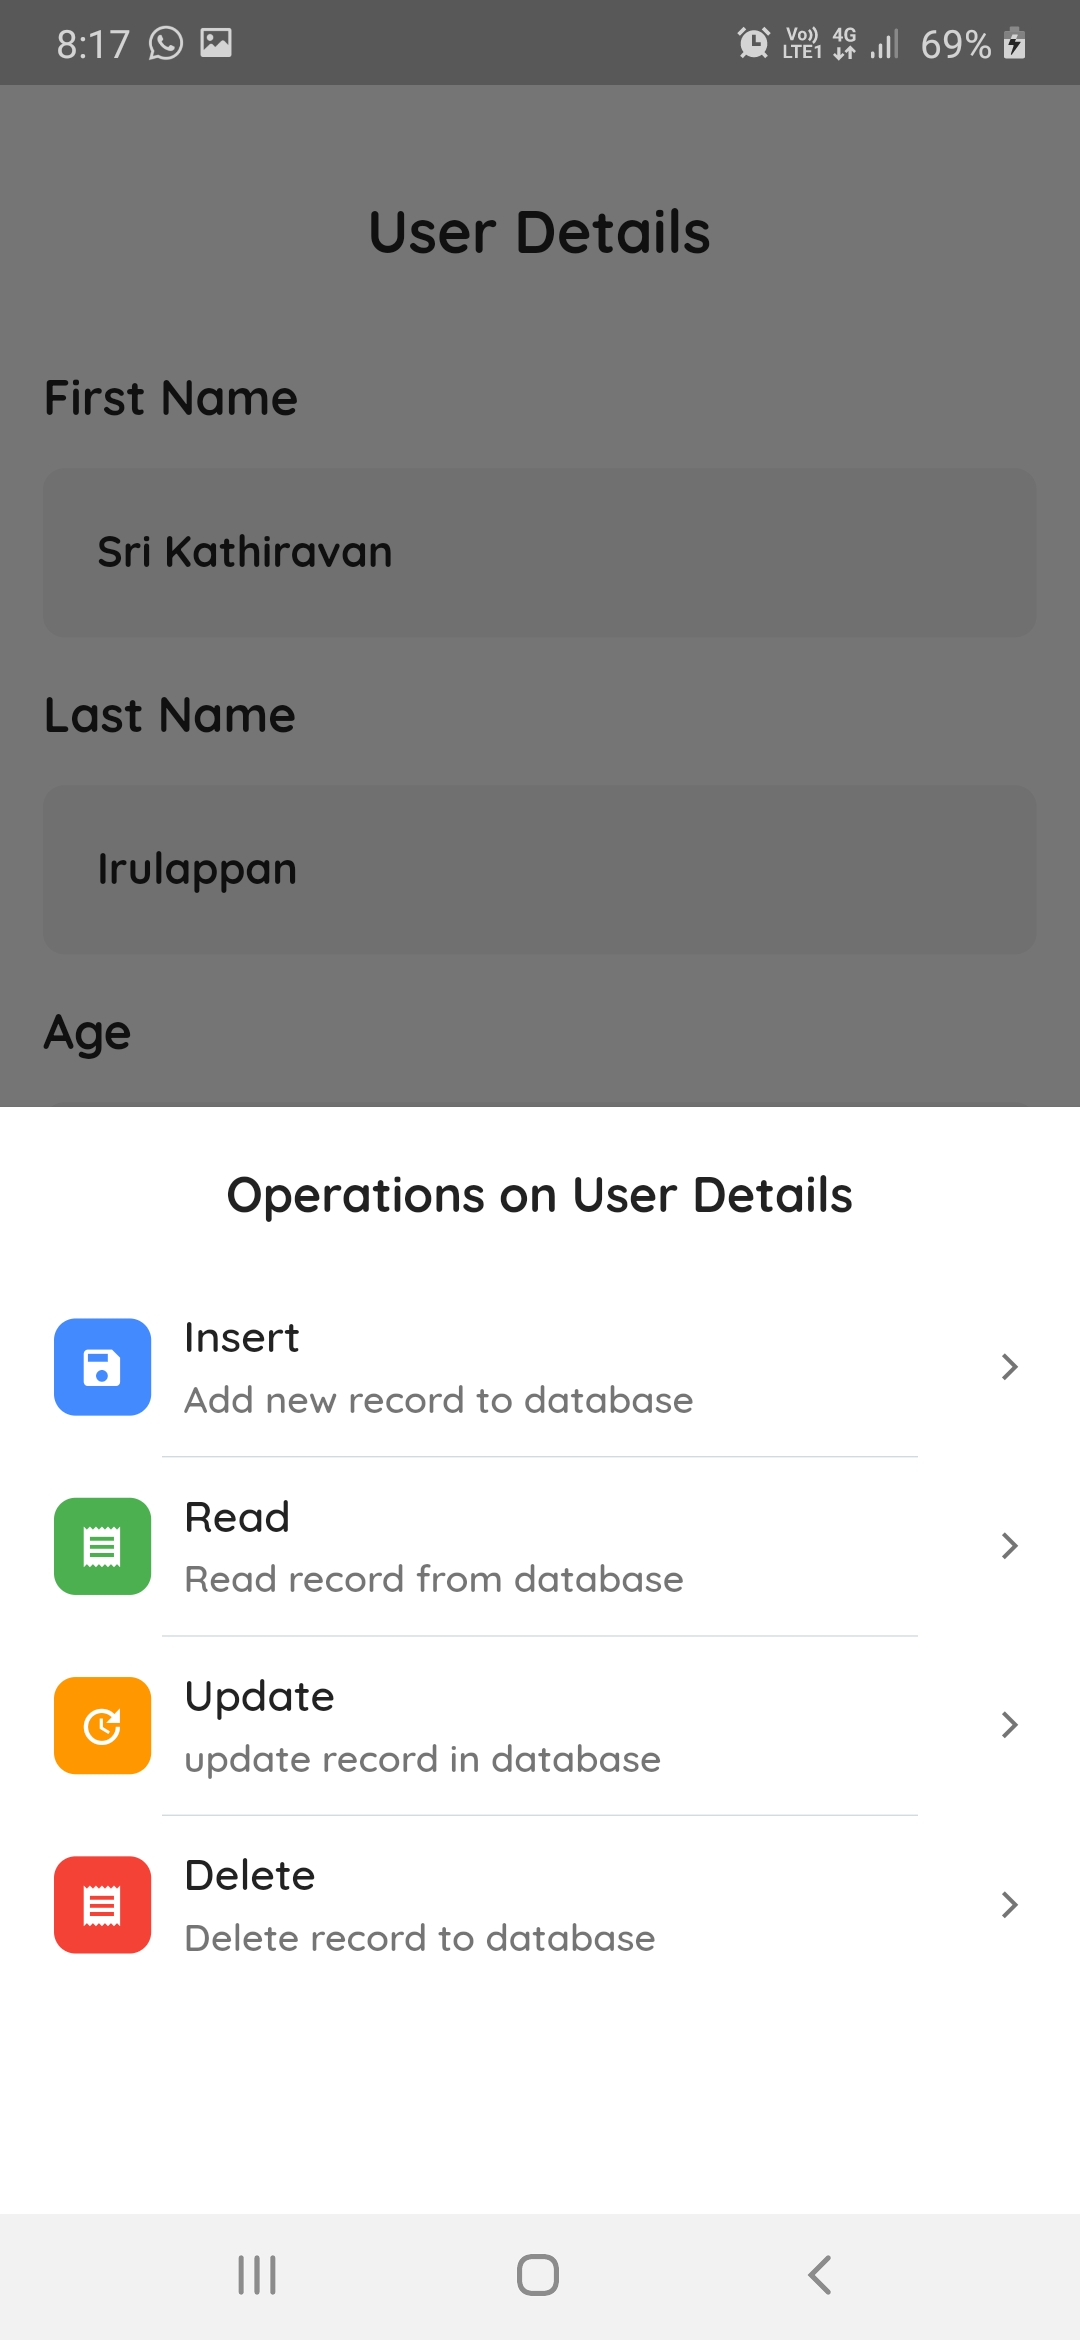 8:17
Vo)) 4G
LTE1
69%
User Details
First Name
Sri Kathiravan
Last Name
Irulappan
Age
Operations on User Details
Insert
Add new record to database
Read
Read record from database
Update
update record in database
Delete
Delete record to database